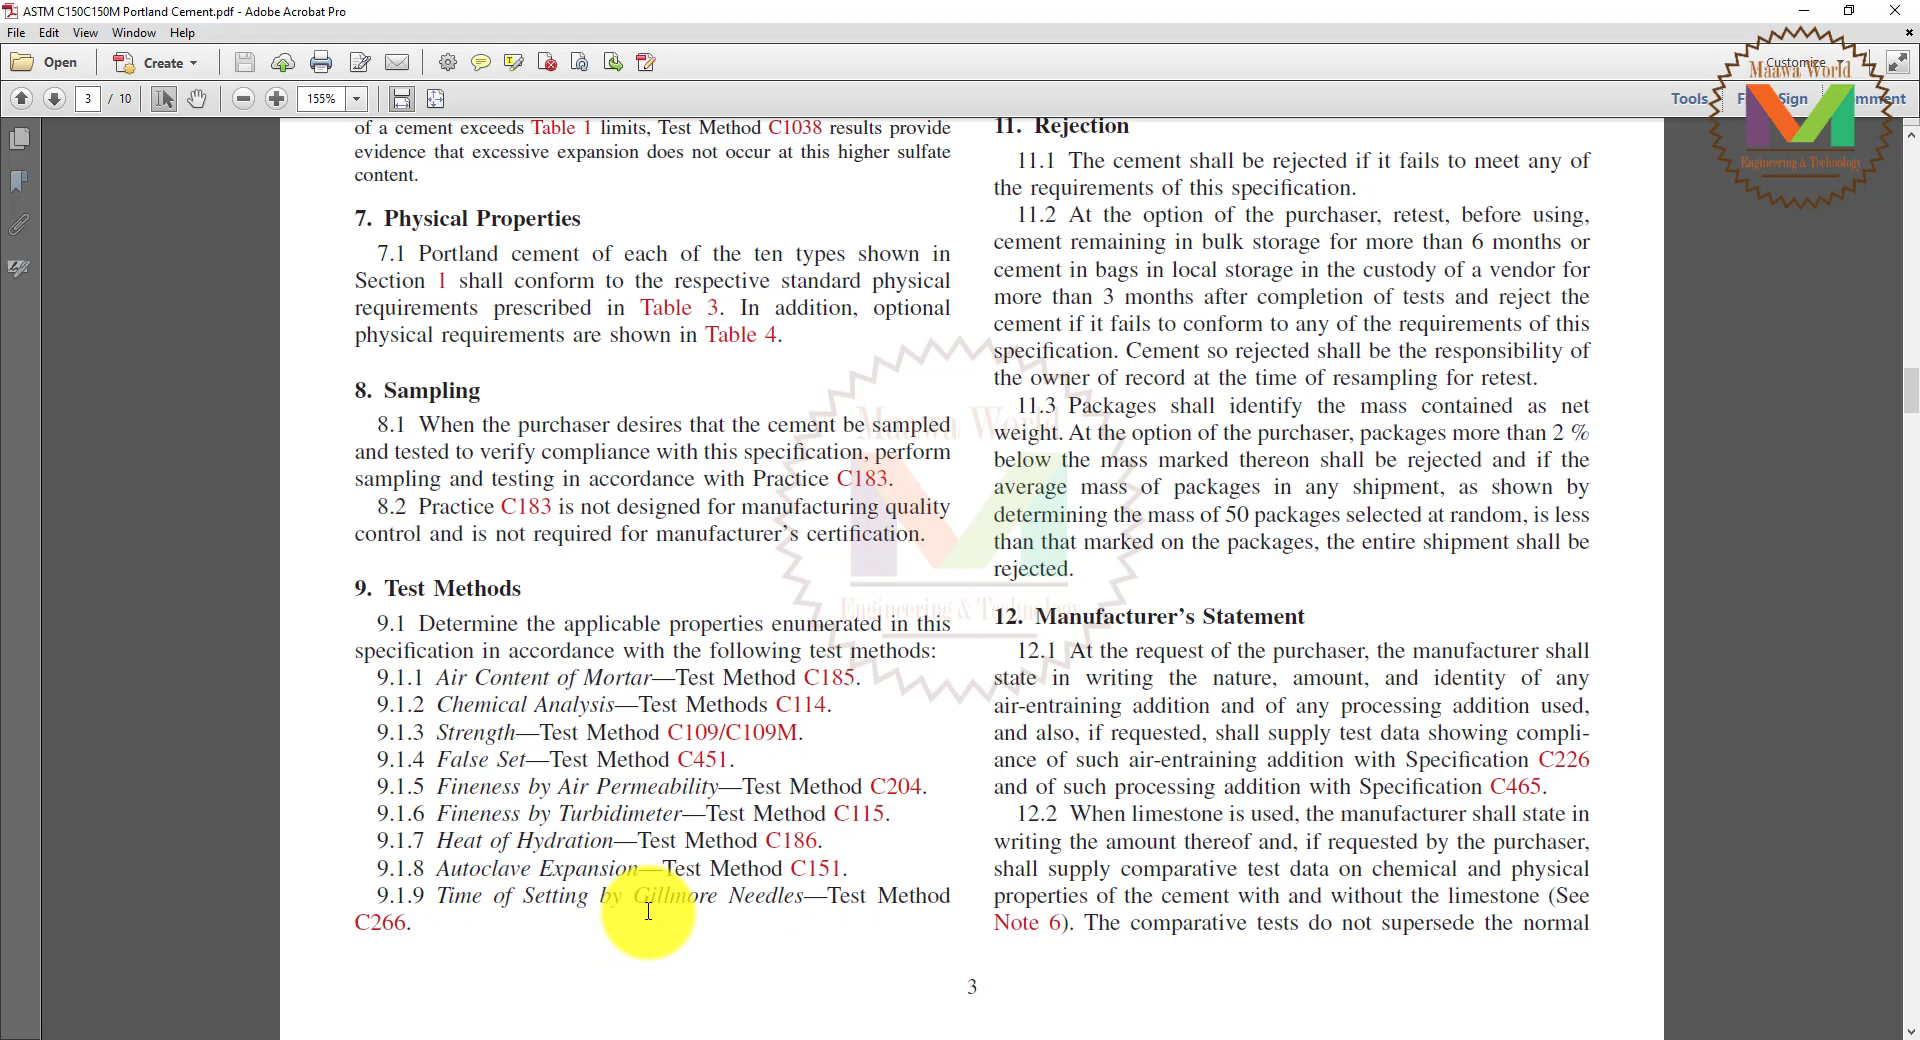 ASTM C150C150M Portland Cement.pdf - Adobe Acrobat Pro
File Edit View Window Help
Open Create Customize
3 / 10 155% Tools Sign
Maawa World
Engineering & Technology
of a cement exceeds Table 1 limits, Test Method C1038 results provide
evidence that excessive expansion does not occur at this higher sulfate
content.
7. Physical Properties
7.1 Portland cement of each of the ten types shown in
Section 1 shall conform to the respective standard physical
requirements prescribed in Table 3. In addition, optional
physical requirements are shown in Table 4.
8. Sampling
8.1 When the purchaser desires that the cement be sampled
and tested to verify compliance with this specification, perform
sampling and testing in accordance with Practice C183.
8.2 Practice C183 is not designed for manufacturing quality
control and is not required for manufacturer's certification.
9. Test Methods
9.1 Determine the applicable properties enumerated in this
specification in accordance with the following test methods:
9.1.1 Air Content of Mortar—Test Method C185.
9.1.2 Chemical Analysis—Test Methods C114.
9.1.3 Strength—Test Method C109/C109M.
9.1.4 False Set—Test Method C451.
9.1.5 Fineness by Air Permeability—Test Method C204.
9.1.6 Fineness by Turbidimeter—Test Method C115.
9.1.7 Heat of Hydration—Test Method C186.
9.1.8 Autoclave Expansion—Test Method C151.
9.1.9 Time of Setting by Gillmore Needles—Test Method
C266.
11. Rejection
11.1 The cement shall be rejected if it fails to meet any of
the requirements of this specification.
11.2 At the option of the purchaser, retest, before using,
cement remaining in bulk storage for more than 6 months or
cement in bags in local storage in the custody of a vendor for
more than 3 months after completion of tests and reject the
cement if it fails to conform to any of the requirements of this
specification. Cement so rejected shall be the responsibility of
the owner of record at the time of resampling for retest.
11.3 Packages shall identify the mass contained as net
weight. At the option of the purchaser, packages more than 2 %
below the mass marked thereon shall be rejected and if the
average mass of packages in any shipment, as shown by
determining the mass of 50 packages selected at random, is less
than that marked on the packages, the entire shipment shall be
rejected.
12. Manufacturer's Statement
12.1 At the request of the purchaser, the manufacturer shall
state in writing the nature, amount, and identity of any
air-entraining addition and of any processing addition used,
and also, if requested, shall supply test data showing compli-
ance of such air-entraining addition with Specification C226
and of such processing addition with Specification C465.
12.2 When limestone is used, the manufacturer shall state in
writing the amount thereof and, if requested by the purchaser,
shall supply comparative test data on chemical and physical
properties of the cement with and without the limestone (See
Note 6). The comparative tests do not supersede the normal
Maawa World
Engineering & Technology
3